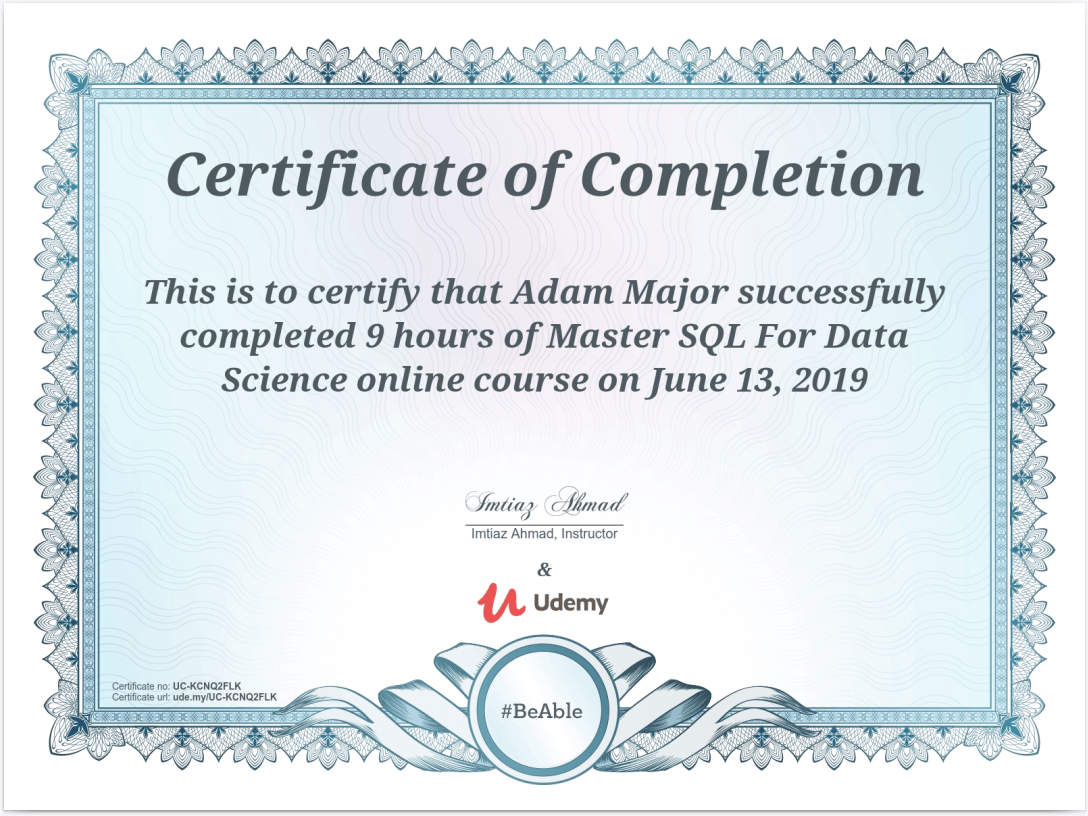 Certificate of Completion
This is to certify that Adam Major successfully
completed 9 hours of Master SQL For Data
Science online course on June 13, 2019
Imtiaz Ahmad
Imtiaz Ahmad, Instructor
&
Udemy
Certificate no: UC-KCNQ2FLK
Certificate url: ude.my/UC-KCNQ2FLK
#BeAble